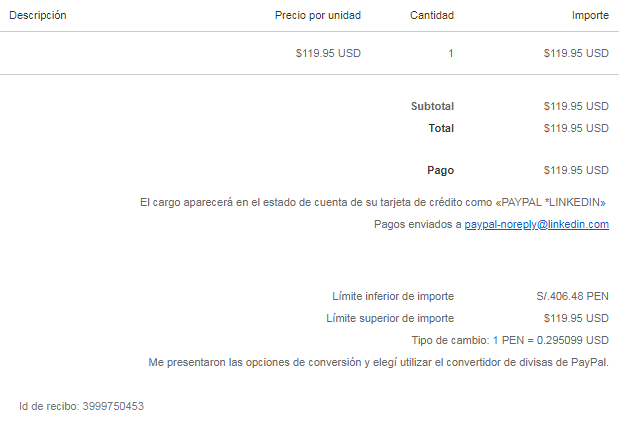 Descripción Precio por unidad Cantidad Importe
$119.95 USD 1 $119.95 USD
Subtotal $119.95 USD
Total $119.95 USD
Pago $119.95 USD
El cargo aparecerá en el estado de cuenta de su tarjeta de crédito como «PAYPAL *LINKEDIN»
Pagos enviados a paypal-noreply@linkedin.com
Límite inferior de importe S/.406.48 PEN
Límite superior de importe $119.95 USD
Tipo de cambio: 1 PEN = 0.295099 USD
Me presentaron las opciones de conversión y elegí utilizar el convertidor de divisas de PayPal.
Id de recibo: 3999750453